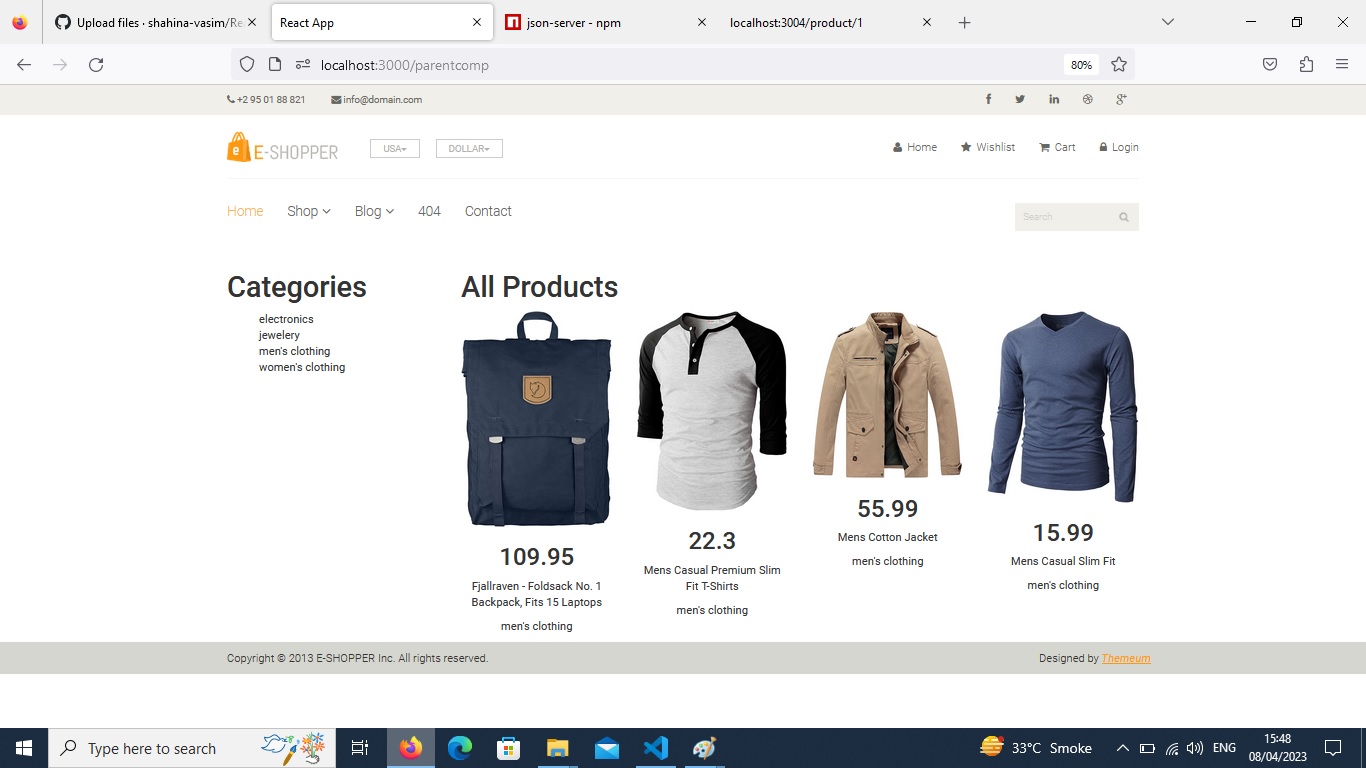 Upload files · shahina-vasim/Re
React App
json-server - npm
localhost:3004/product/1
localhost:3000/parentcomp
80%
+2 95 01 88 821
info@domain.com
E-SHOPPER
USA
DOLLAR
Home
Wishlist
Cart
Login
Home
Shop
Blog
404
Contact
Search
Categories
electronics
jewelery
men's clothing
women's clothing
All Products
109.95
Fjallraven - Foldsack No. 1
Backpack, Fits 15 Laptops
men's clothing
22.3
Mens Casual Premium Slim
Fit T-Shirts
men's clothing
55.99
Mens Cotton Jacket
men's clothing
15.99
Mens Casual Slim Fit
men's clothing
Copyright © 2013 E-SHOPPER Inc. All rights reserved.
Designed by Themeum
Type here to search
33°C Smoke
ENG
15:48
08/04/2023